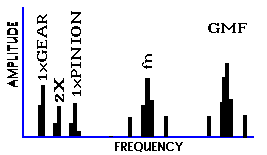 AMPLITUDE
1xGEAR
2X
1xPINION
fn
GMF
FREQUENCY